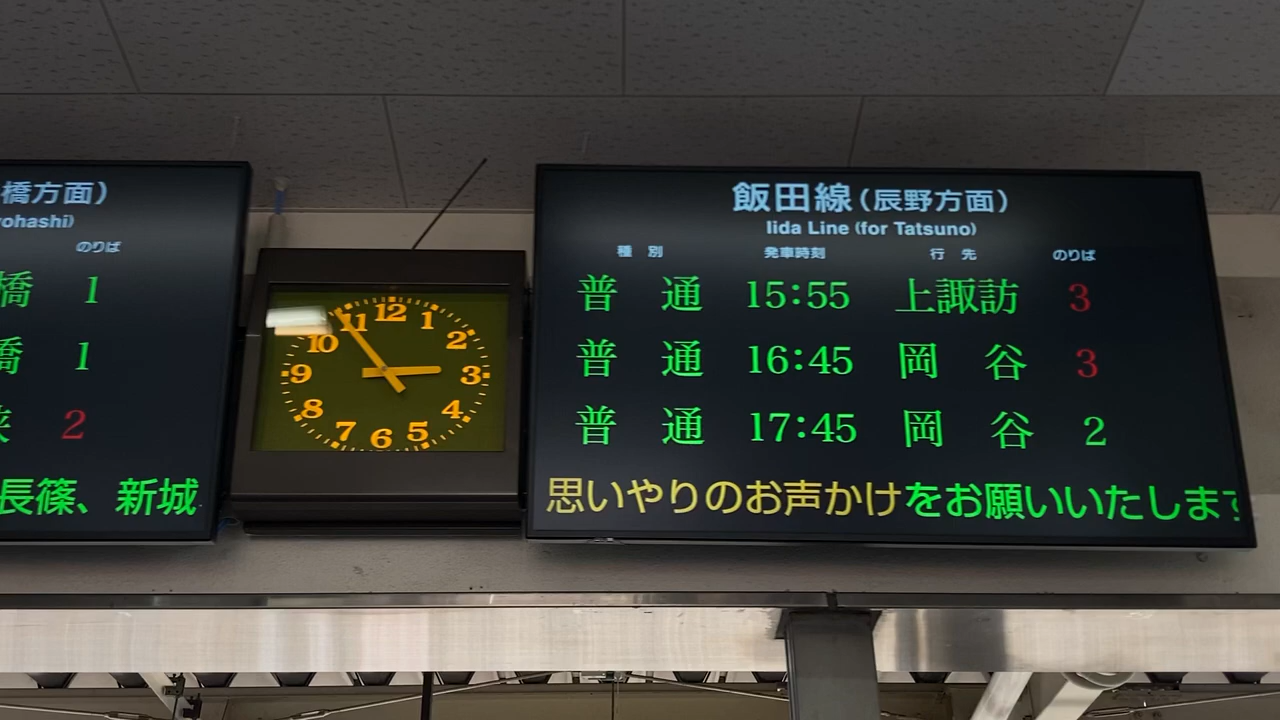 橋方面）
ohashi)
のりば
橋 1
橋 1
2
長篠、新城
12
1
2
3
4
5
6
7
8
9
10
11
飯田線（辰野方面）
Iida Line (for Tatsuno)
種 別 発車時刻 行 先 のりば
普 通 15:55 上諏訪 3
普 通 16:45 岡 谷 3
普 通 17:45 岡 谷 2
思いやりのお声かけをお願いいたします